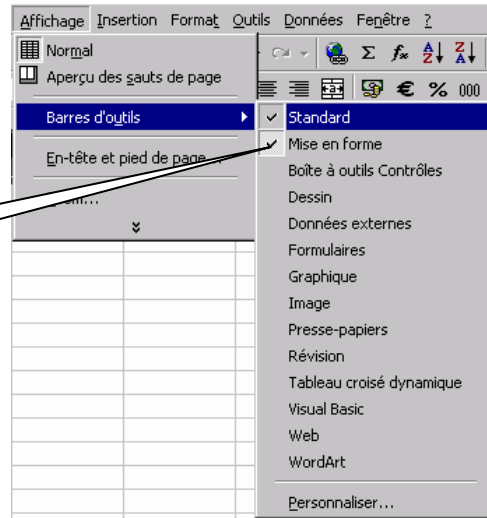 Affichage Insertion Format Outils Données Fenêtre ?
Normal
Aperçu des sauts de page
Barres d'outils
En-tête et pied de page...
Standard
Mise en forme
Boîte à outils Contrôles
Dessin
Données externes
Formulaires
Graphique
Image
Presse-papiers
Révision
Tableau croisé dynamique
Visual Basic
Web
WordArt
Personnaliser...
Σ fx A Z Z A
€ % 000